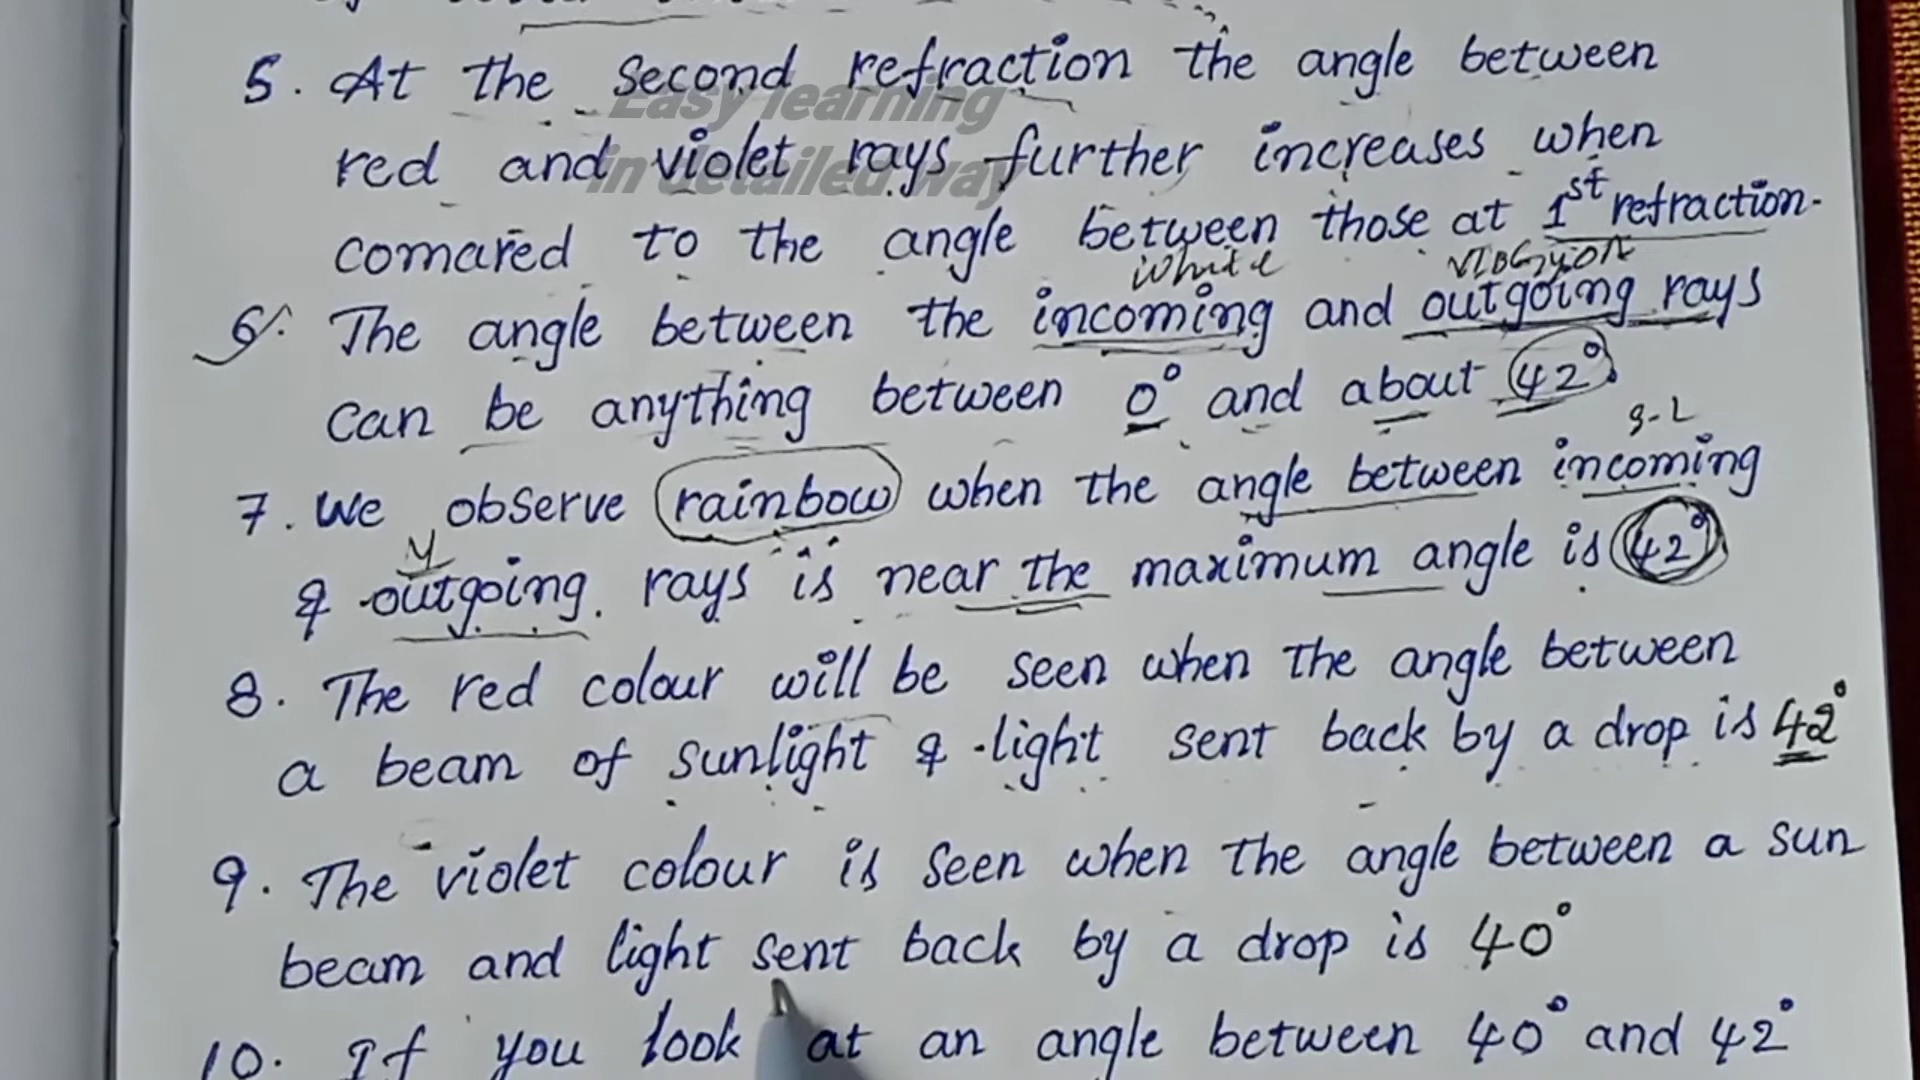 5. At the second refraction the angle between
Easy learning
in detailed way
red and violet rays further increases when
comared to the angle between those at 1st refraction.
white VIBGYOR
6. The angle between the incoming and outgoing rays
can be anything between 0° and about 42°.
S-L
7. We observe rainbow when the angle between incoming
& outgoing rays is near the maximum angle is 42°
8. The red colour will be seen when the angle between
a beam of sunlight & light sent back by a drop is 42°
9. The violet colour is seen when the angle between a sun
beam and light sent back by a drop is 40°
10. If you look at an angle between 40° and 42°